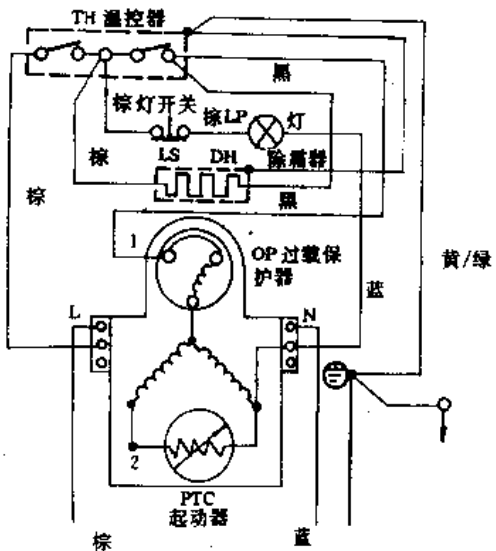 TH 温控器
黑
棕 灯开关
棕 LP
灯
LS
DH
除霜器
棕
黑
棕
1
OP 过载保
护器
黄/绿
蓝
L
N
2
PTC
起动器
棕
蓝